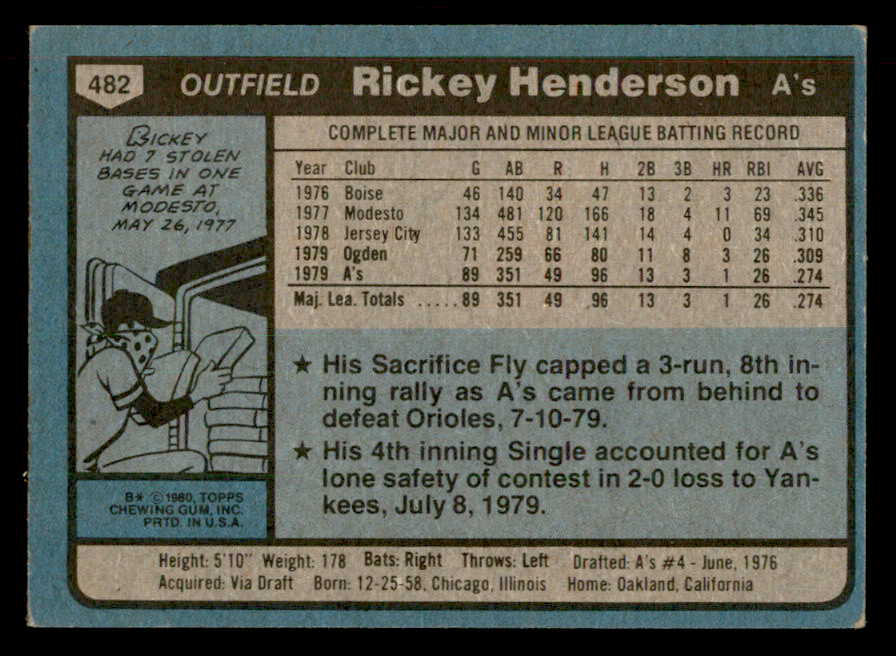 482 OUTFIELD Rickey Henderson A's
RICKEY
HAD 7 STOLEN
BASES IN ONE
GAME AT
MODESTO,
MAY 26, 1977
COMPLETE MAJOR AND MINOR LEAGUE BATTING RECORD
Year Club G AB R H 2B 3B HR RBI AVG
1976 Boise 46 140 34 47 13 2 3 23 .336
1977 Modesto 134 481 120 166 18 4 11 69 .345
1978 Jersey City 133 455 81 141 14 4 0 34 .310
1979 Ogden 71 259 66 80 11 8 3 26 .309
1979 A's 89 351 49 96 13 3 1 26 .274
Maj. Lea. Totals .....89 351 49 96 13 3 1 26 .274
★ His Sacrifice Fly capped a 3-run, 8th in-
ning rally as A's came from behind to
defeat Orioles, 7-10-79.
★ His 4th inning Single accounted for A's
lone safety of contest in 2-0 loss to Yan-
kees, July 8, 1979.
B* © 1980, TOPPS
CHEWING GUM, INC.
PRTD. IN U.S.A.
Height: 5'10" Weight: 178 Bats: Right Throws: Left Drafted: A's #4 - June, 1976
Acquired: Via Draft Born: 12-25-58, Chicago, Illinois Home: Oakland, California